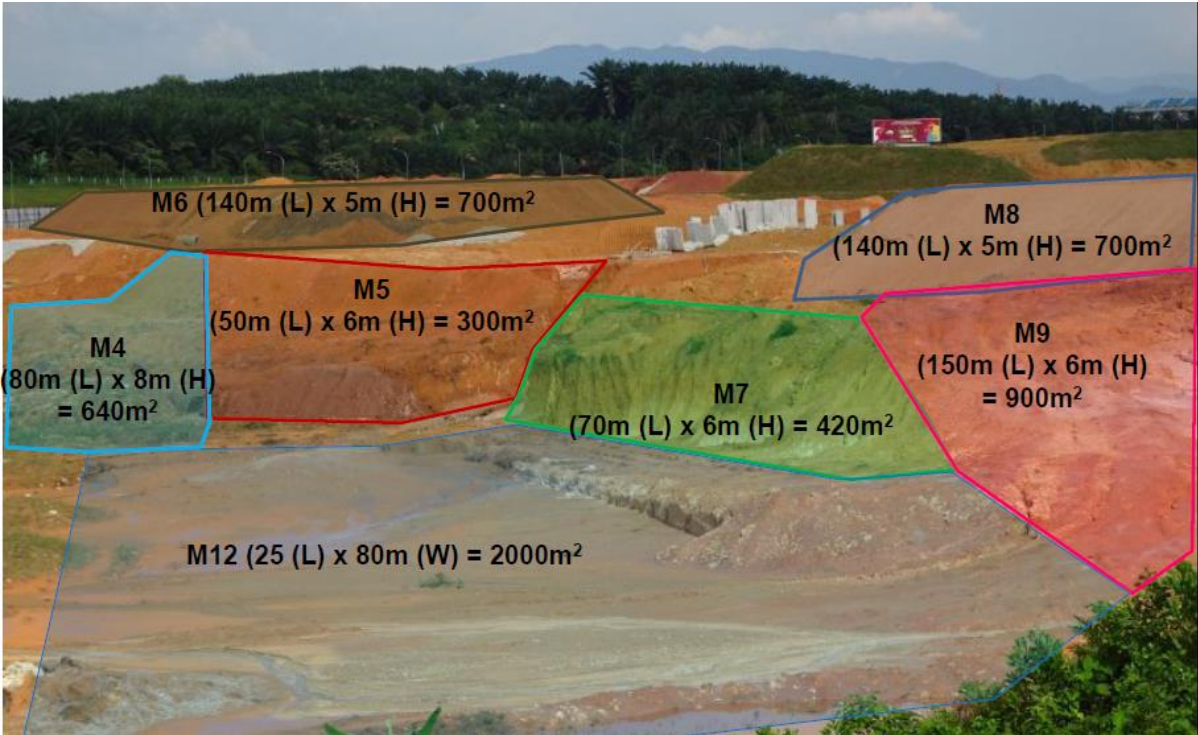 M6 (140m (L) x 5m (H) = 700m²
M8
(140m (L) x 5m (H) = 700m²
M5
(50m (L) x 6m (H) = 300m²
M4
(80m (L) x 8m (H)
= 640m²
M9
(150m (L) x 6m (H)
= 900m²
M7
(70m (L) x 6m (H) = 420m²
M12 (25 (L) x 80m (W) = 2000m²